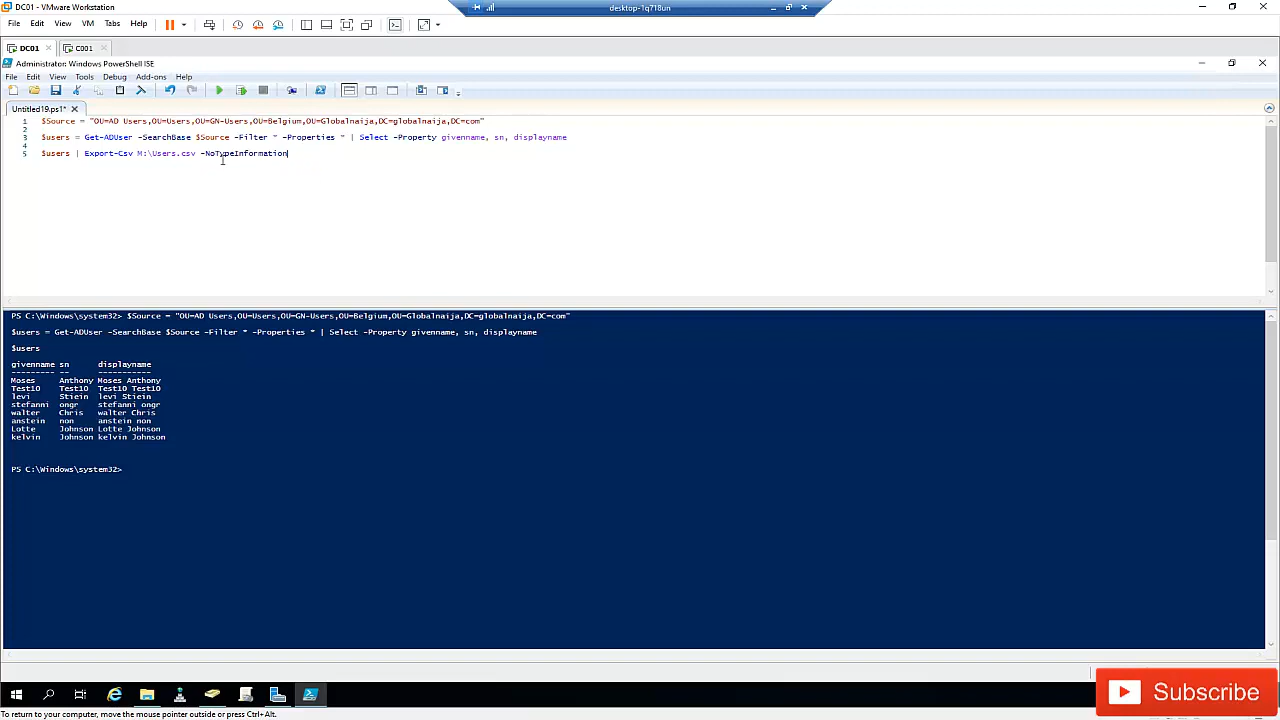 DC01 - VMware Workstation
desktop-1q718un
File Edit View VM Tabs Help
DC01 C001
Administrator: Windows PowerShell ISE
File Edit View Tools Debug Add-ons Help
Untitled19.ps1*
1 $Source = "OU=AD Users,OU=Users,OU=GN-Users,OU=Belgium,OU=Globalnaija,DC=globalnaija,DC=com"
2
3 $users = Get-ADUser -SearchBase $Source -Filter * -Properties * | Select -Property givenname, sn, displayname
4
5 $users | Export-Csv M:\Users.csv -NoTypeInformation
PS C:\Windows\system32> $Source = "OU=AD Users,OU=Users,OU=GN-Users,OU=Belgium,OU=Globalnaija,DC=globalnaija,DC=com"
$users = Get-ADUser -SearchBase $Source -Filter * -Properties * | Select -Property givenname, sn, displayname
$users
givenname sn displayname
--------- -- -----------
Moses Anthony Moses Anthony
Test10 Test10 Test10 Test10
levi Stiein levi Stiein
stefanni ongr stefanni ongr
walter Chris walter Chris
anstein non anstein non
Lotte Johnson Lotte Johnson
kelvin Johnson kelvin Johnson
PS C:\Windows\system32>
Subscribe
To return to your computer, move the mouse pointer outside or press Ctrl+Alt.